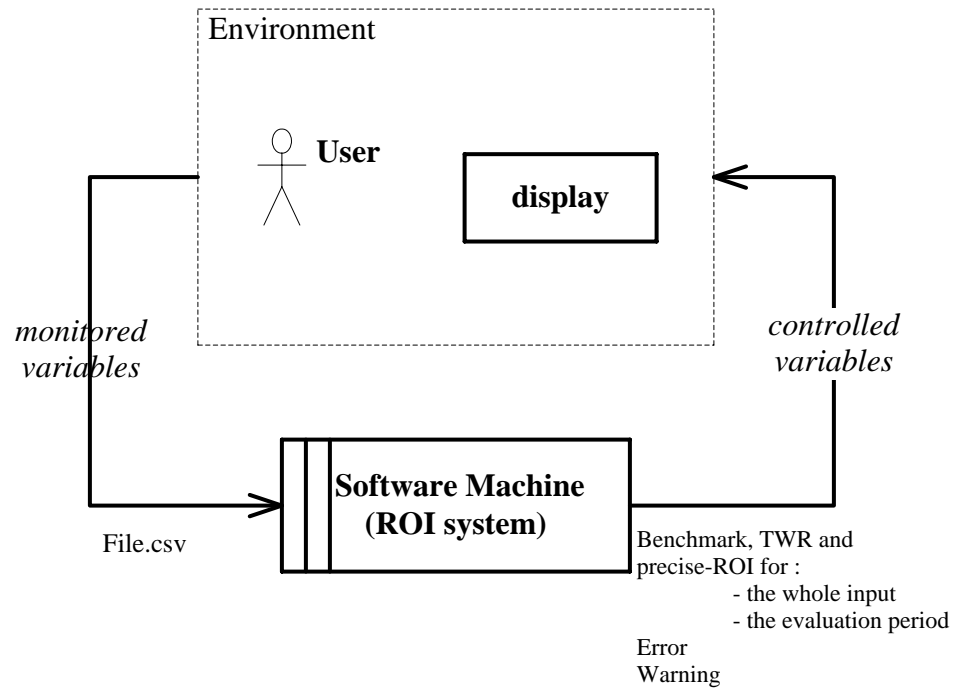 Environment
User
display
monitored
variables
controlled
variables
Software Machine
(ROI system)
File.csv
Benchmark, TWR and
precise-ROI for :
- the whole input
- the evaluation period
Error
Warning